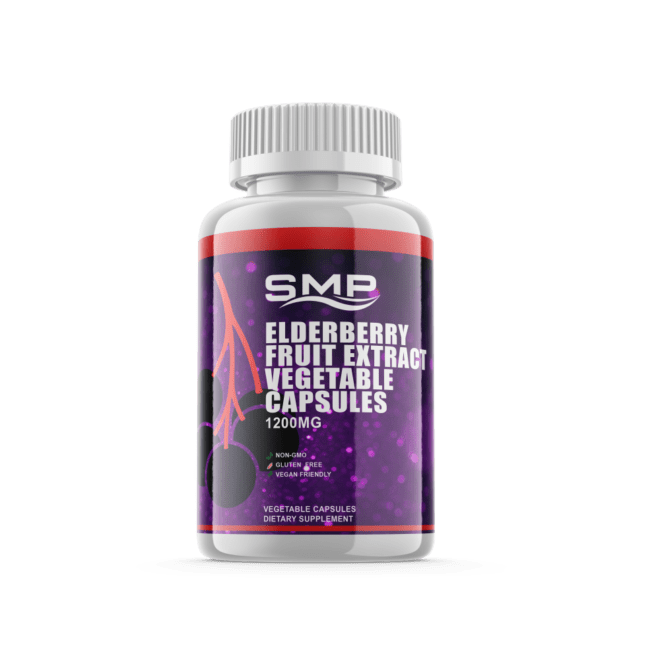 SMP
ELDERBERRY
FRUIT EXTRACT
VEGETABLE
CAPSULES
1200MG
NON-GMO
GLUTEN FREE
VEGAN FRIENDLY
VEGETABLE CAPSULES
DIETARY SUPPLEMENT